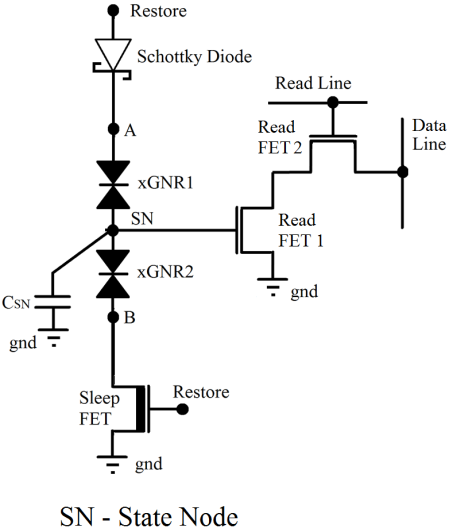 Restore
Schottky Diode
Read Line
A
Read
FET 2
Data
Line
xGNR1
SN
Read
FET 1
xGNR2
CSN
gnd
B
gnd
Sleep
FET
Restore
gnd
SN - State Node